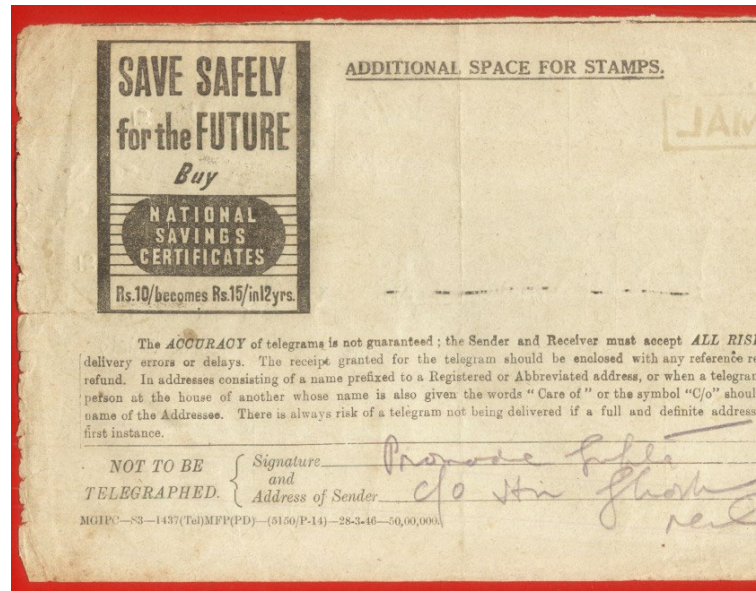 SAVE SAFELY
for the FUTURE
Buy
NATIONAL
SAVINGS
CERTIFICATES
Rs.10/becomes Rs.15/in12yrs.
ADDITIONAL SPACE FOR STAMPS.
The ACCURACY of telegrams is not guaranteed; the Sender and Receiver must accept ALL RIS
delivery errors or delays. The receipt granted for the telegram should be enclosed with any reference re
refund. In addresses consisting of a name prefixed to a Registered or Abbreviated address, or when a telegra
person at the house of another whose name is also given the words "Care of" or the symbol "C/o" shoul
name of the Addressee. There is always risk of a telegram not being delivered if a full and definite address
first instance.
NOT TO BE
TELEGRAPHED.
Signature
and
Address of Sender
Promode
C/o
MGIPC—S3—1437(Tel)MFP(PD)—(5150/P-14)—28-3-46—50,00,000.